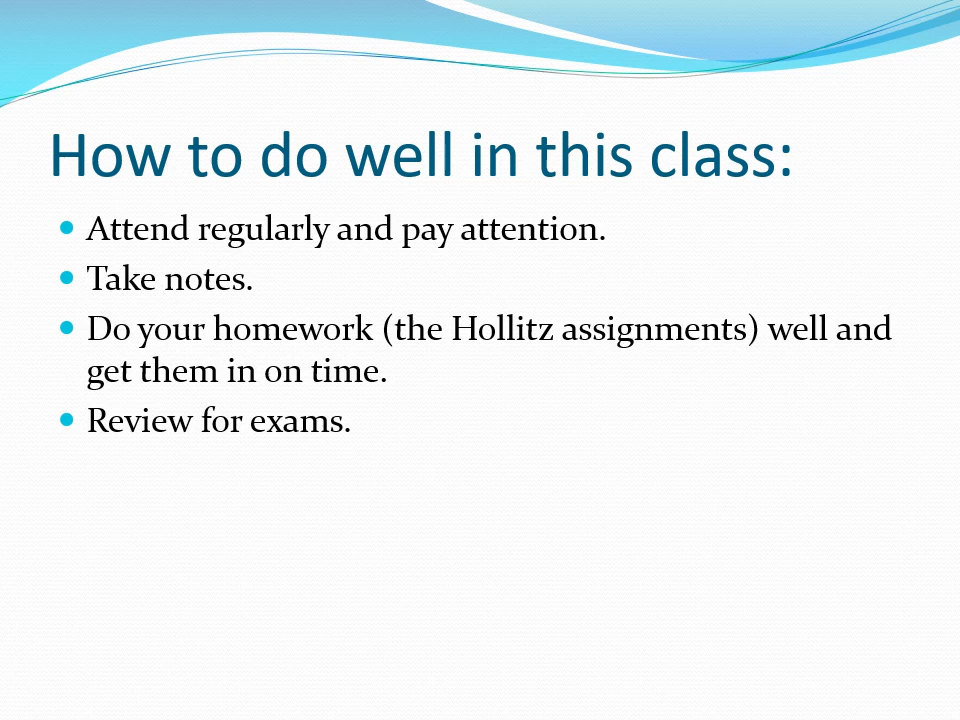 How to do well in this class:
Attend regularly and pay attention.
Take notes.
Do your homework (the Hollitz assignments) well and
get them in on time.
Review for exams.